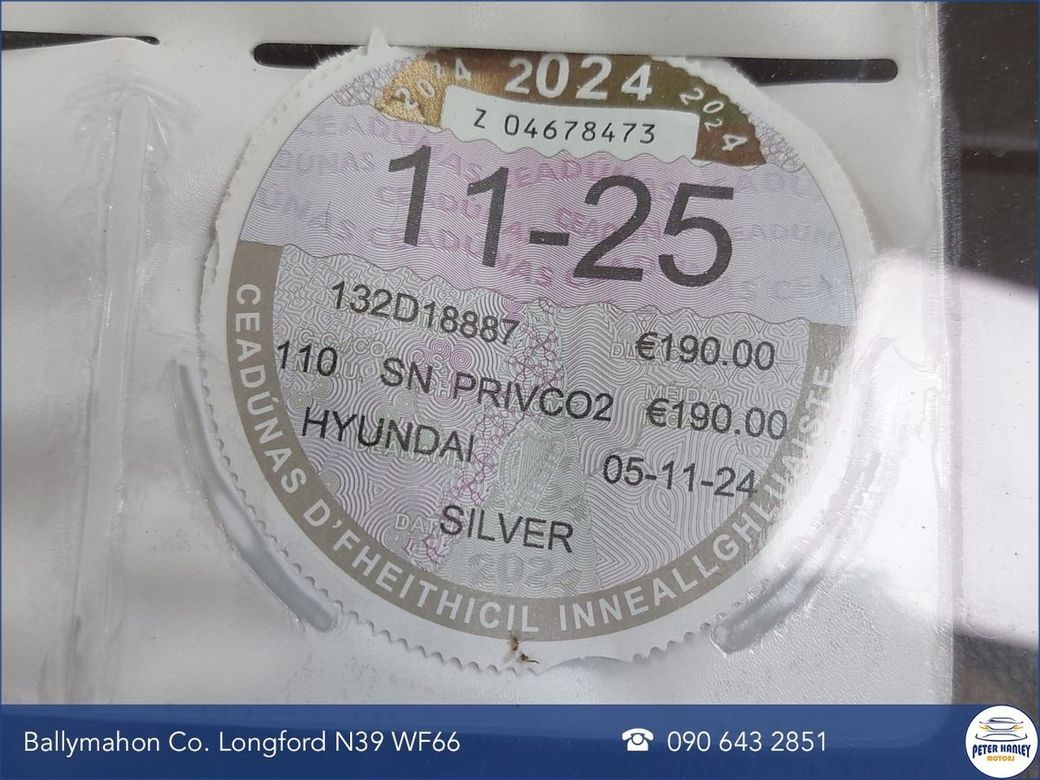 2024 2024 2024
Z 04678473
CEADÚNAS
11-25
132D18887 €190.00
110 SN PRIVCO2 €190.00
HYUNDAI 05-11-24
SILVER
CEADÚNAS D'FHEITHICIL INNEALLGHLUAISTE
Ballymahon Co. Longford N39 WF66 ☎ 090 643 2851
PETER HANLEY
MOTORS